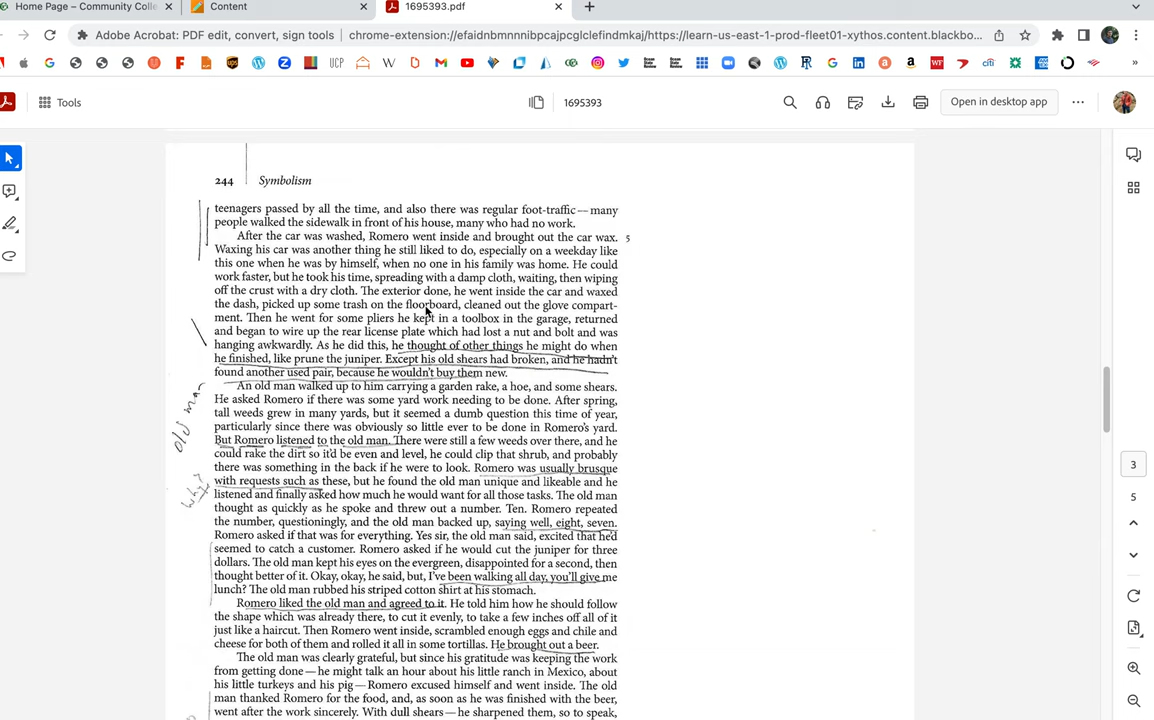 Home Page – Community Colle
Content
1695393.pdf
Adobe Acrobat: PDF edit, convert, sign tools | chrome-extension://efaidnbmnnnibpcajpcglclefindmkaj/https://learn-us-east-1-prod-fleet01-xythos.content.blackbo...
Tools
1695393
Open in desktop app
244 Symbolism
teenagers passed by all the time, and also there was regular foot-traffic — many
people walked the sidewalk in front of his house, many who had no work.
After the car was washed, Romero went inside and brought out the car wax. 5
Waxing his car was another thing he still liked to do, especially on a weekday like
this one when he was by himself, when no one in his family was home. He could
work faster, but he took his time, spreading with a damp cloth, waiting, then wiping
off the crust with a dry cloth. The exterior done, he went inside the car and waxed
the dash, picked up some trash on the floorboard, cleaned out the glove compart-
ment. Then he went for some pliers he kept in a toolbox in the garage, returned
and began to wire up the rear license plate which had lost a nut and bolt and was
hanging awkwardly. As he did this, he thought of other things he might do when
he finished, like prune the juniper. Except his old shears had broken, and he hadn't
found another used pair, because he wouldn't buy them new.
An old man walked up to him carrying a garden rake, a hoe, and some shears.
He asked Romero if there was some yard work needing to be done. After spring,
tall weeds grew in many yards, but it seemed a dumb question this time of year,
particularly since there was obviously so little ever to be done in Romero's yard.
But Romero listened to the old man. There were still a few weeds over there, and he
could rake the dirt so it'd be even and level, he could clip that shrub, and probably
there was something in the back if he were to look. Romero was usually brusque
with requests such as these, but he found the old man unique and likeable and he
listened and finally asked how much he would want for all those tasks. The old man
thought as quickly as he spoke and threw out a number. Ten. Romero repeated
the number, questioningly, and the old man backed up, saying well, eight, seven.
Romero asked if that was for everything. Yes sir, the old man said, excited that he'd
seemed to catch a customer. Romero asked if he would cut the juniper for three
dollars. The old man kept his eyes on the evergreen, disappointed for a second, then
thought better of it. Okay, okay, he said, but, I've been walking all day, you'll give me
lunch? The old man rubbed his striped cotton shirt at his stomach.
Romero liked the old man and agreed to it. He told him how he should follow
the shape which was already there, to cut it evenly, to take a few inches off all of it
just like a haircut. Then Romero went inside, scrambled enough eggs and chile and
cheese for both of them and rolled it all in some tortillas. He brought out a beer.
The old man was clearly grateful, but since his gratitude was keeping the work
from getting done — he might talk an hour about his little ranch in Mexico, about
his little turkeys and his pig — Romero excused himself and went inside. The old
man thanked Romero for the food, and, as soon as he was finished with the beer,
went after the work sincerely. With dull shears — he sharpened them, so to speak,
old man
why?
3
5